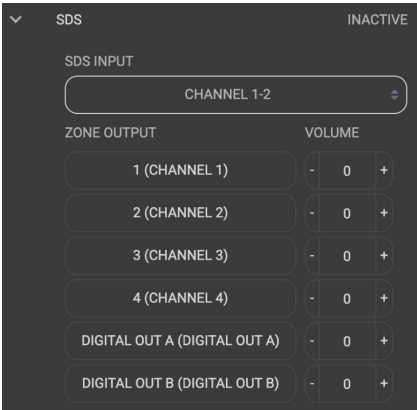 SDS INACTIVE
SDS INPUT
CHANNEL 1-2
ZONE OUTPUT VOLUME
1 (CHANNEL 1) - 0 +
2 (CHANNEL 2) - 0 +
3 (CHANNEL 3) - 0 +
4 (CHANNEL 4) - 0 +
DIGITAL OUT A (DIGITAL OUT A) - 0 +
DIGITAL OUT B (DIGITAL OUT B) - 0 +